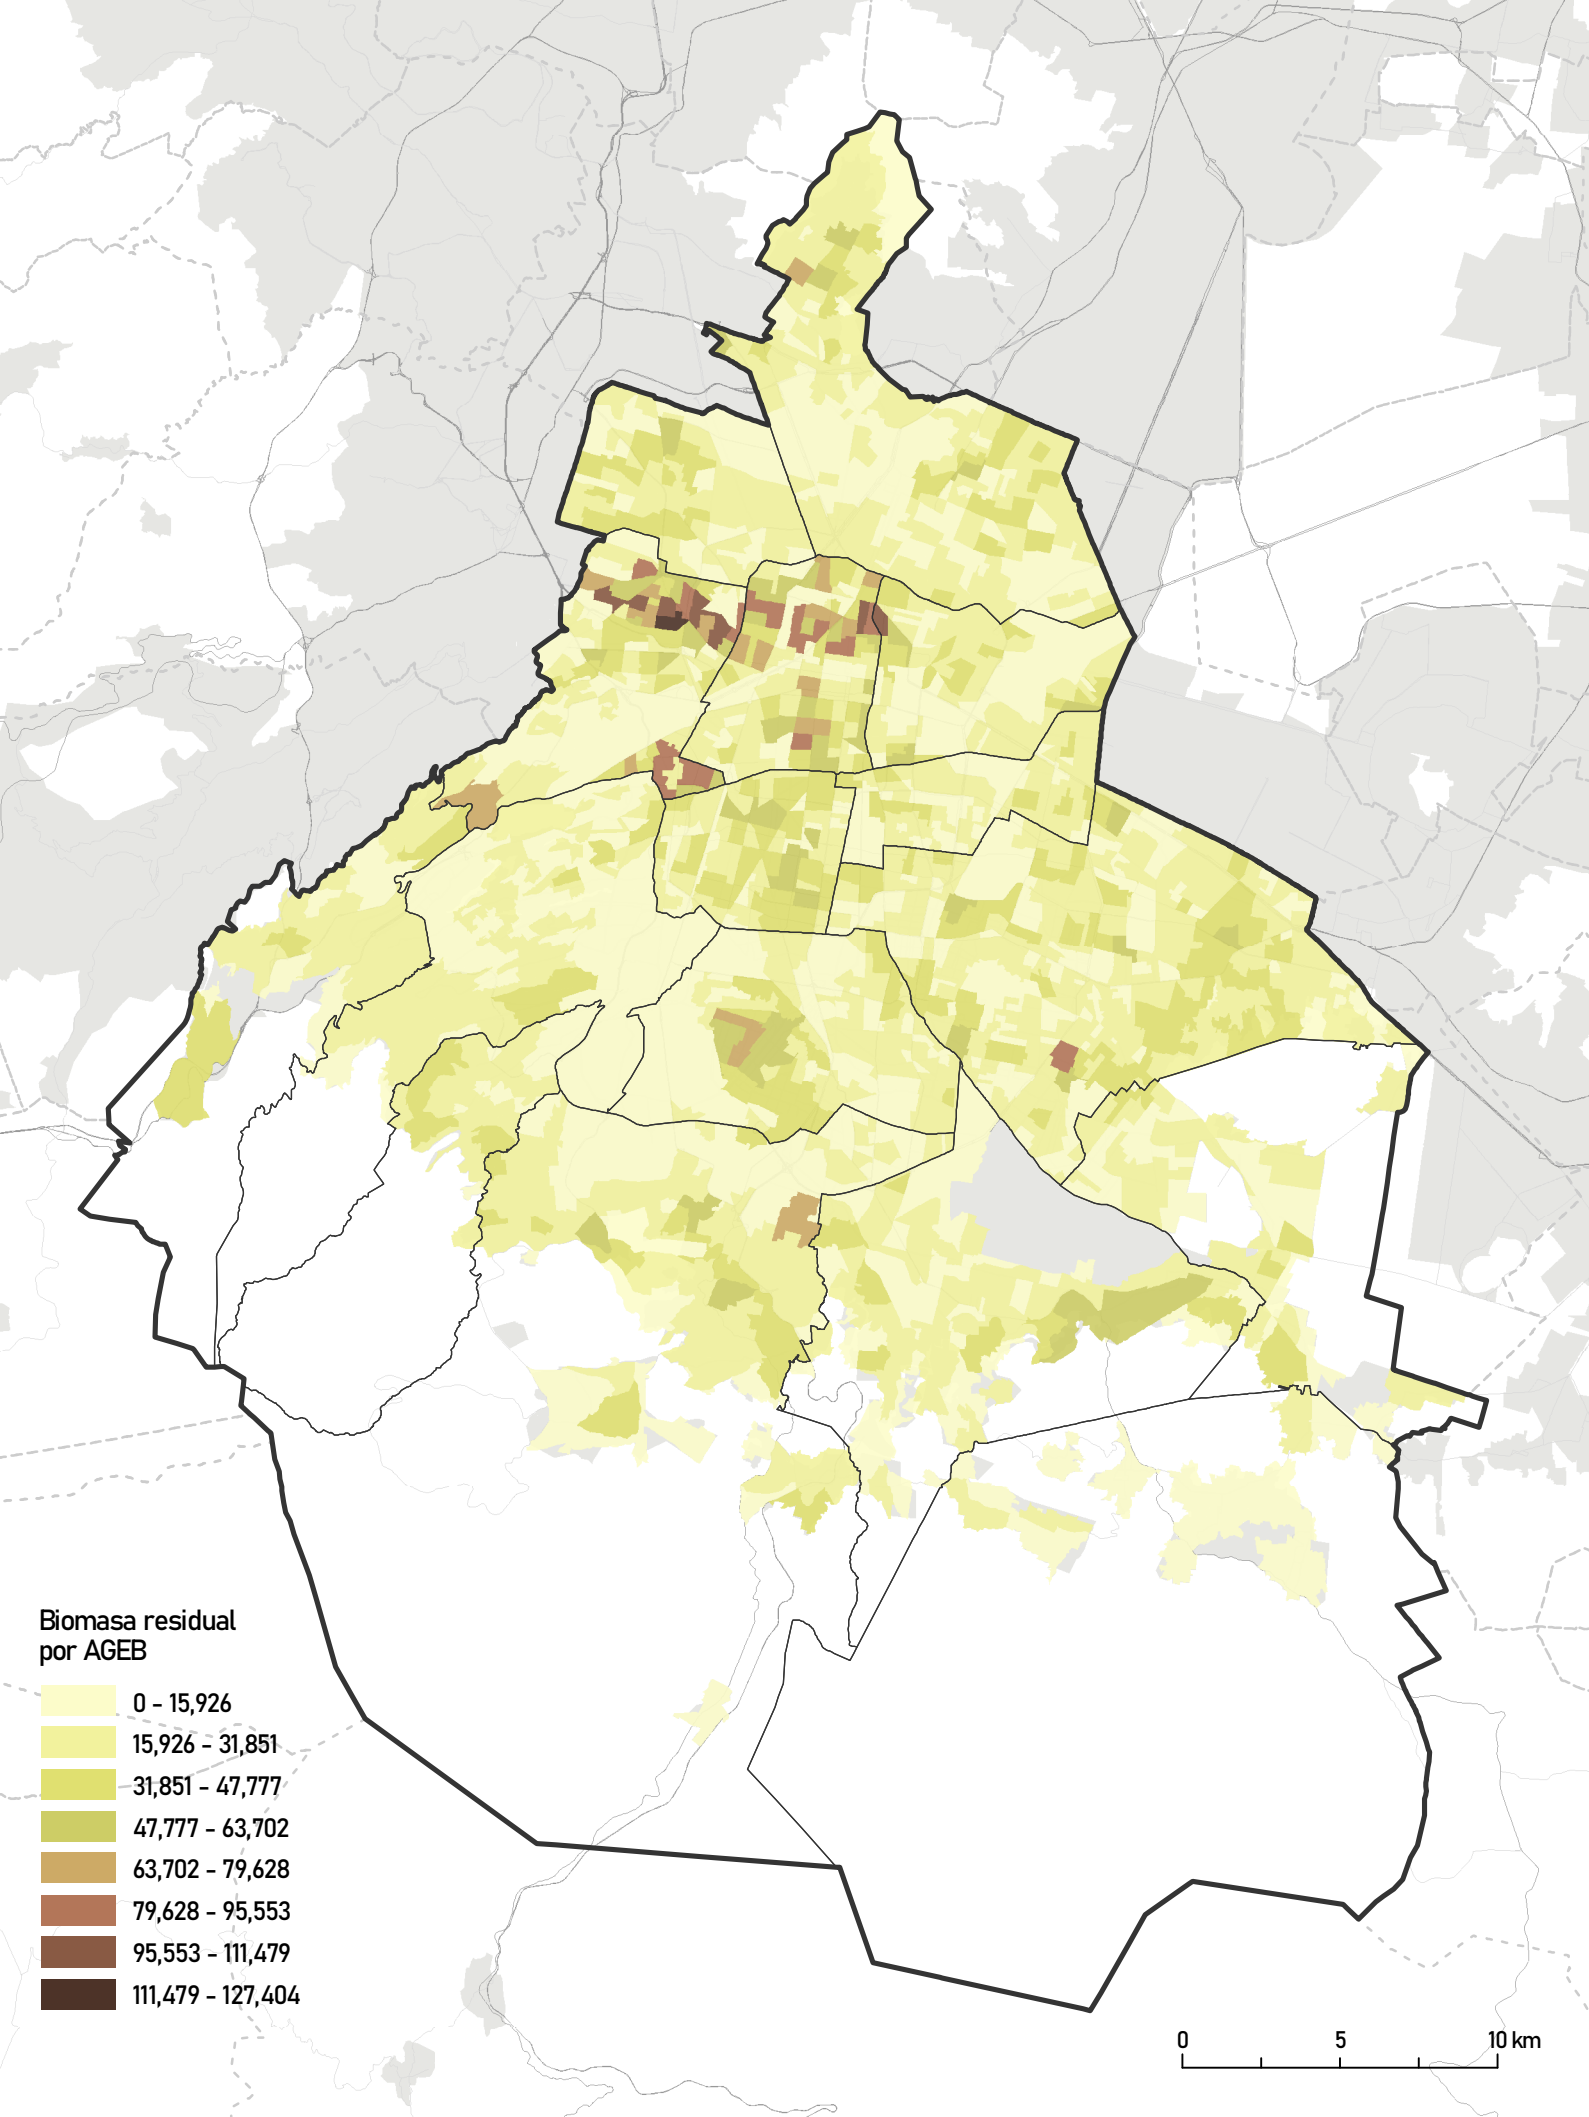 Biomasa residual
por AGEB
0 - 15,926
15,926 - 31,851
31,851 - 47,777
47,777 - 63,702
63,702 - 79,628
79,628 - 95,553
95,553 - 111,479
111,479 - 127,404
0 5 10 km